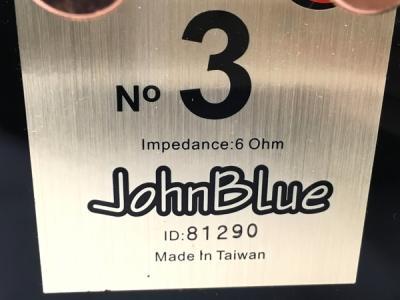 Nº 3
Impedance:6 Ohm
JohnBLue
ID:81290
Made In Taiwan